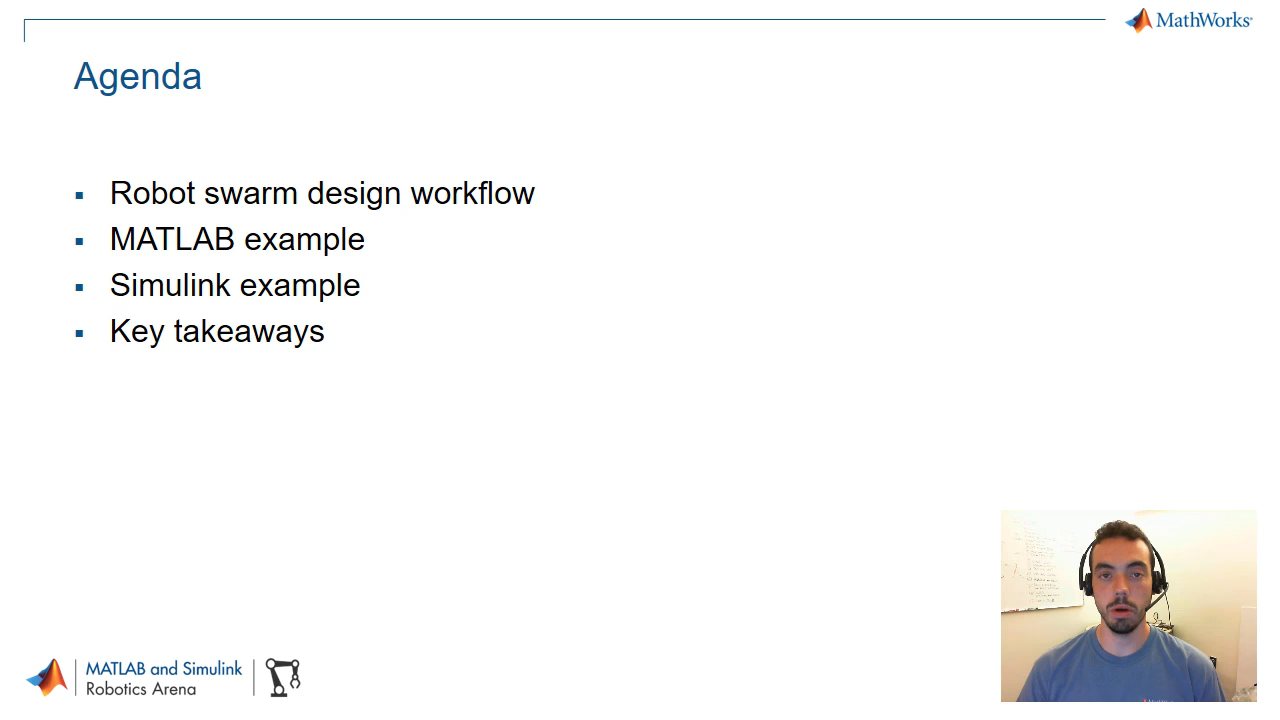 MathWorks
Agenda
Robot swarm design workflow
MATLAB example
Simulink example
Key takeaways
MATLAB and Simulink
Robotics Arena